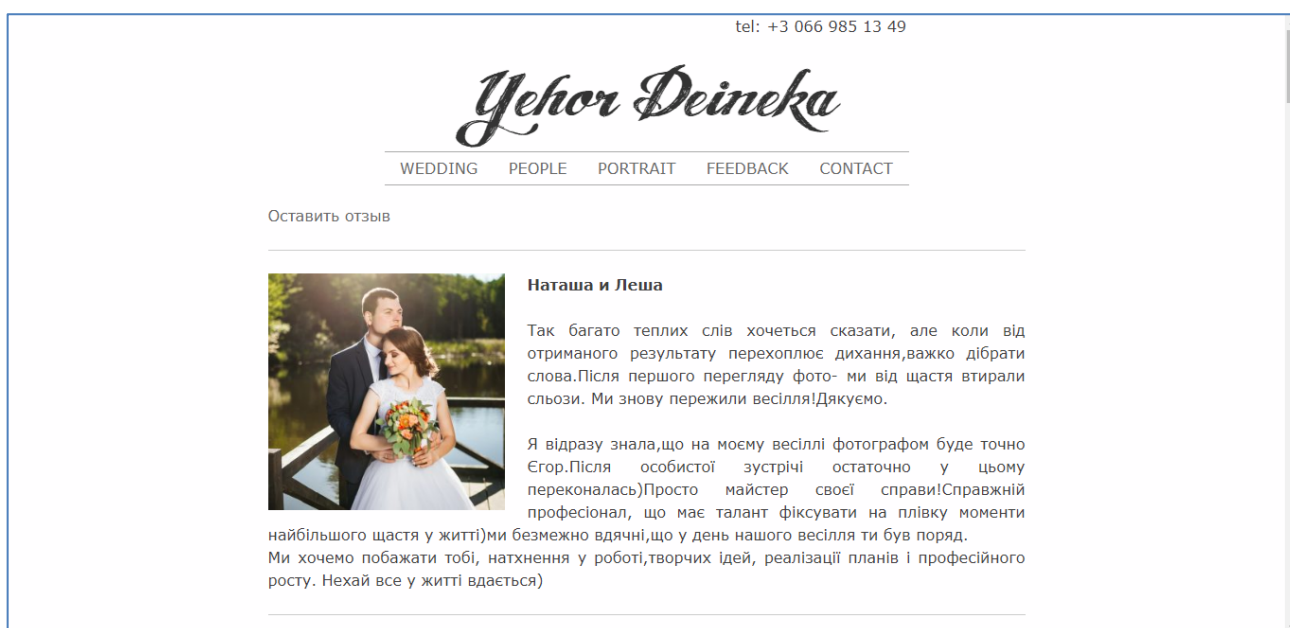 tel: +3 066 985 13 49
Yehor Deineka
WEDDING PEOPLE PORTRAIT FEEDBACK CONTACT
Оставить отзыв
Наташа и Леша
Так багато теплих слів хочеться сказати, але коли від
отриманого результату перехоплює дихання,важко дібрати
слова.Після першого перегляду фото- ми від щастя втирали
сльози. Ми знову пережили весілля!Дякуємо.
Я відразу знала,що на моєму весіллі фотографом буде точно
Єгор.Після особистої зустрічі остаточно у цьому
переконалась)Просто майстер своєї справи!Справжній
професіонал, що має талант фіксувати на плівку моменти
найбільшого щастя у житті)ми безмежно вдячні,що у день нашого весілля ти був поряд.
Ми хочемо побажати тобі, натхнення у роботі,творчих ідей, реалізації планів і професійного
росту. Нехай все у житті вдається)